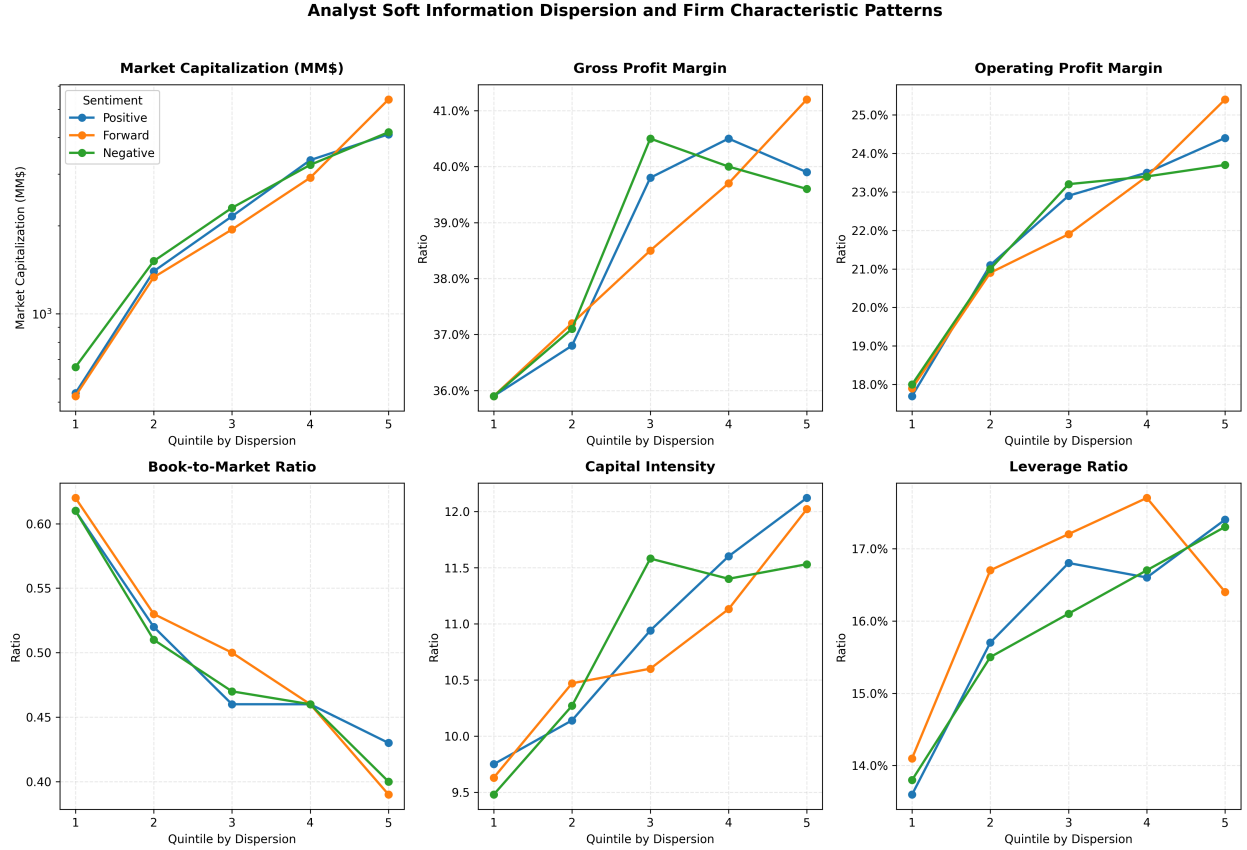 Analyst Soft Information Dispersion and Firm Characteristic Patterns
Market Capitalization (MM$)
Market Capitalization (MM$)
10³
Sentiment
Positive
Forward
Negative
1 2 3 4 5
Quintile by Dispersion
Gross Profit Margin
Ratio
41.0%
40.0%
39.0%
38.0%
37.0%
36.0%
1 2 3 4 5
Quintile by Dispersion
Operating Profit Margin
Ratio
25.0%
24.0%
23.0%
22.0%
21.0%
20.0%
19.0%
18.0%
1 2 3 4 5
Quintile by Dispersion
Book-to-Market Ratio
Ratio
0.60
0.55
0.50
0.45
0.40
1 2 3 4 5
Quintile by Dispersion
Capital Intensity
Ratio
12.0
11.5
11.0
10.5
10.0
9.5
1 2 3 4 5
Quintile by Dispersion
Leverage Ratio
Ratio
17.0%
16.0%
15.0%
14.0%
1 2 3 4 5
Quintile by Dispersion